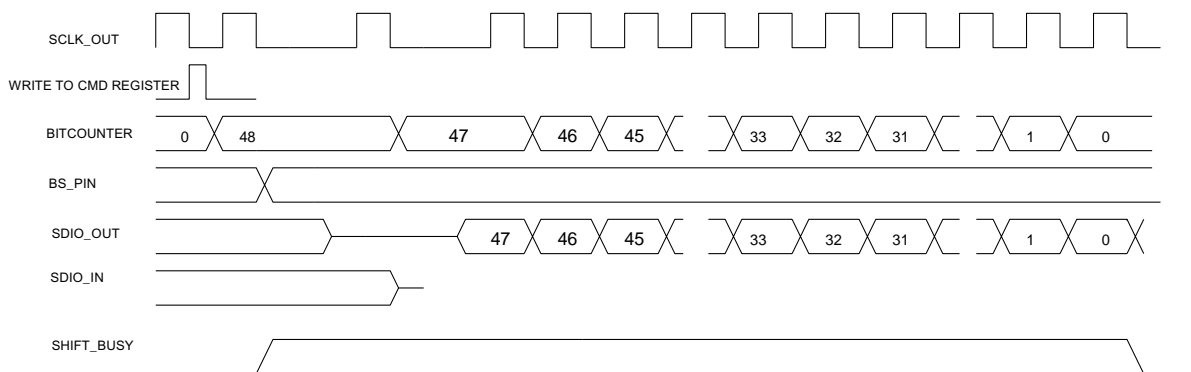 SCLK_OUT
WRITE TO CMD REGISTER
BITCOUNTER 0 48 47 46 45 33 32 31 1 0
BS_PIN
SDIO_OUT 47 46 45 33 32 31 1 0
SDIO_IN
SHIFT_BUSY